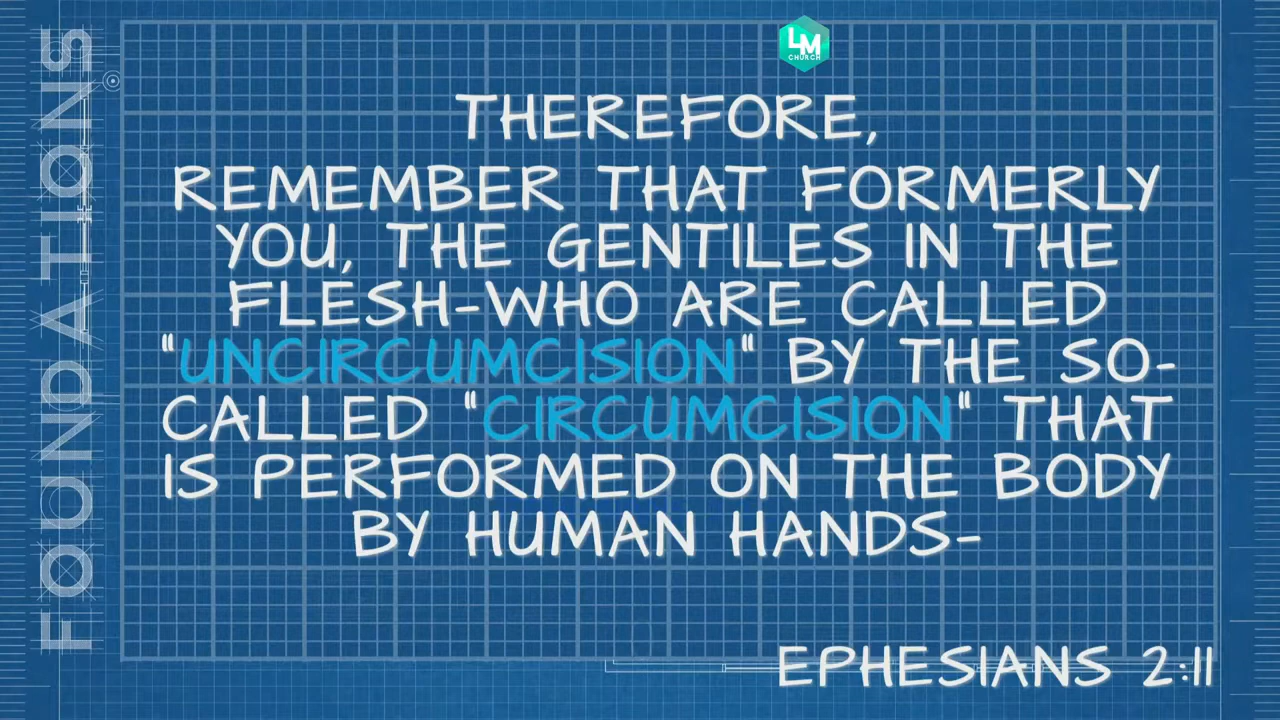 LM
CHURCH
FOUNDATIONS
THEREFORE,
REMEMBER THAT FORMERLY
YOU, THE GENTILES IN THE
FLESH-WHO ARE CALLED
"UNCIRCUMCISION" BY THE SO-
CALLED "CIRCUMCISION" THAT
IS PERFORMED ON THE BODY
BY HUMAN HANDS-
EPHESIANS 2:11